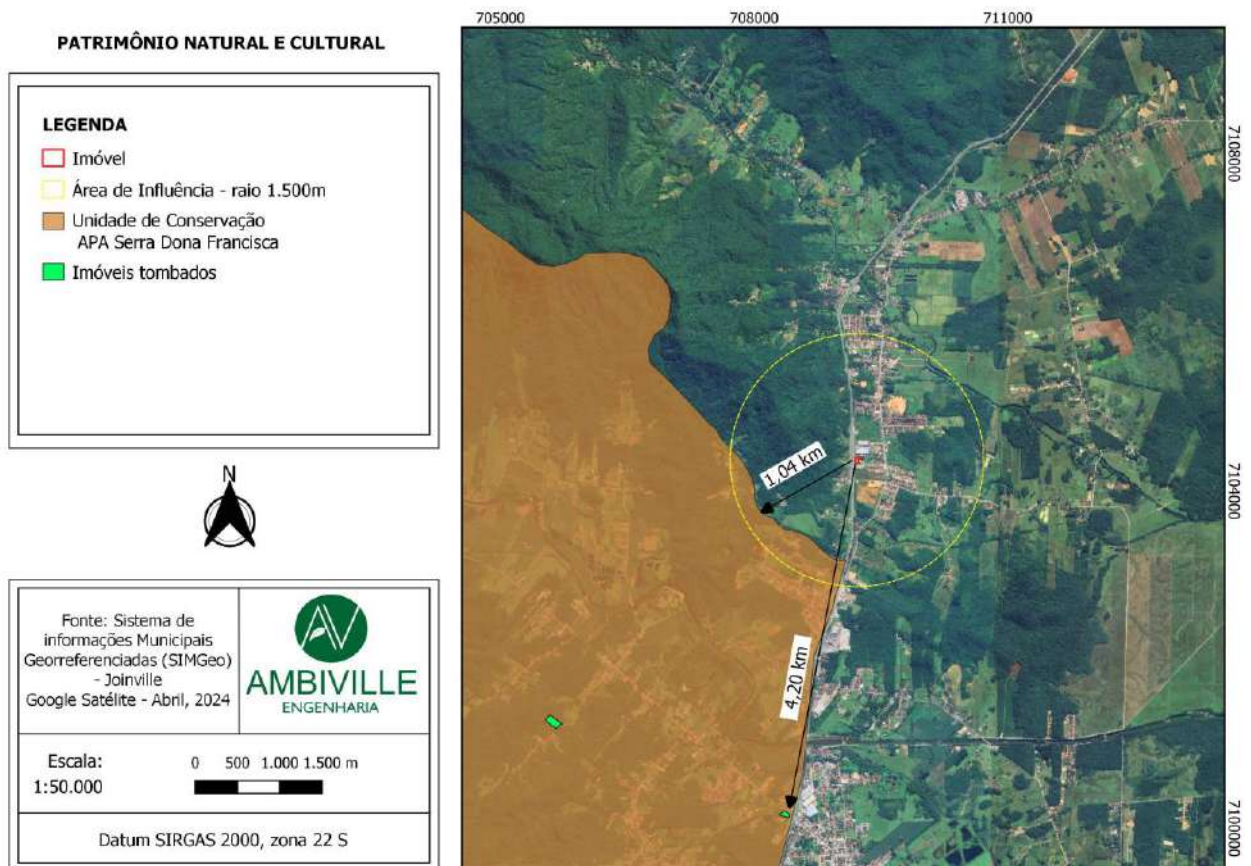 705000
708000
711000
PATRIMÔNIO NATURAL E CULTURAL
LEGENDA
Imóvel
Área de Influência - raio 1.500m
Unidade de Conservação
APA Serra Dona Francisca
Imóveis tombados
N
Fonte: Sistema de
informações Municipais
Georreferenciadas (SIMGeo)
- Joinville
Google Satélite - Abril, 2024
AV
AMBIVILLE
ENGENHARIA
Escala:
1:50.000
0 500 1.000 1.500 m
Datum SIRGAS 2000, zona 22 S
1,04 km
4,20 km
7108000
7104000
7100000